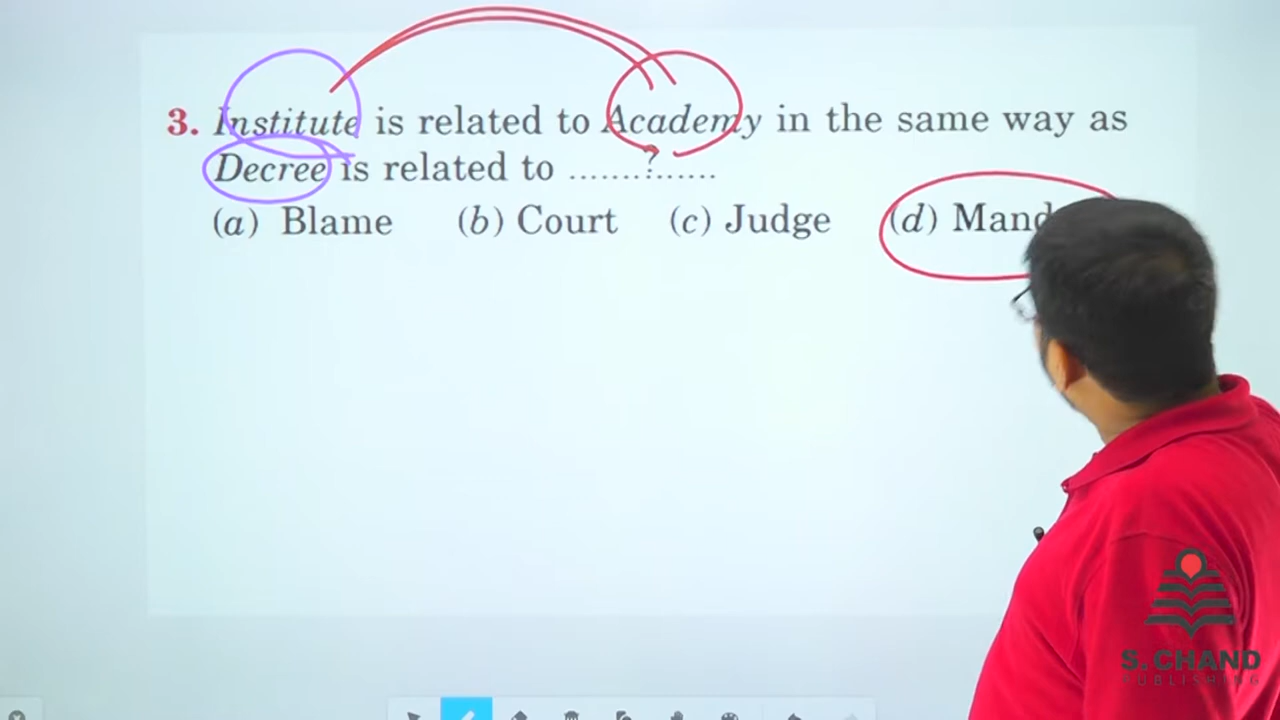 3. Institute is related to Academy in the same way as
Decree is related to .......?......
(a) Blame (b) Court (c) Judge (d)
S. CHAND
PUBLISHING